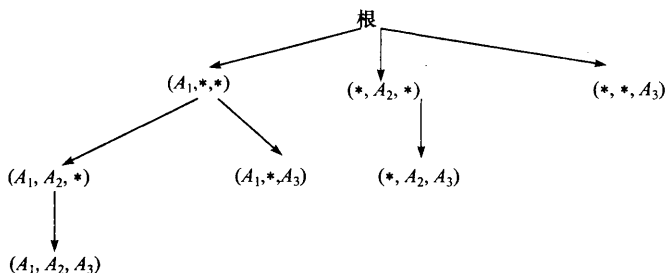 根
(A₁,*,*) (*, A₂, *) (*, *, A₃)
(A₁, A₂, *) (A₁,*,A₃) (*, A₂, A₃)
(A₁, A₂, A₃)